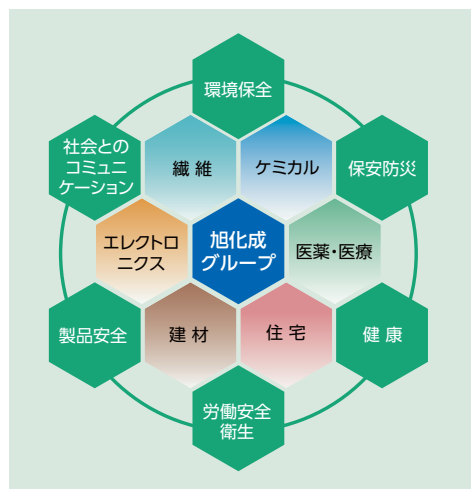 環境保全
社会との
コミュニ
ケーション
繊維
ケミカル
保安防災
エレクトロ
ニクス
旭化成
グループ
医薬・医療
製品安全
建材
住宅
健康
労働安全
衛生